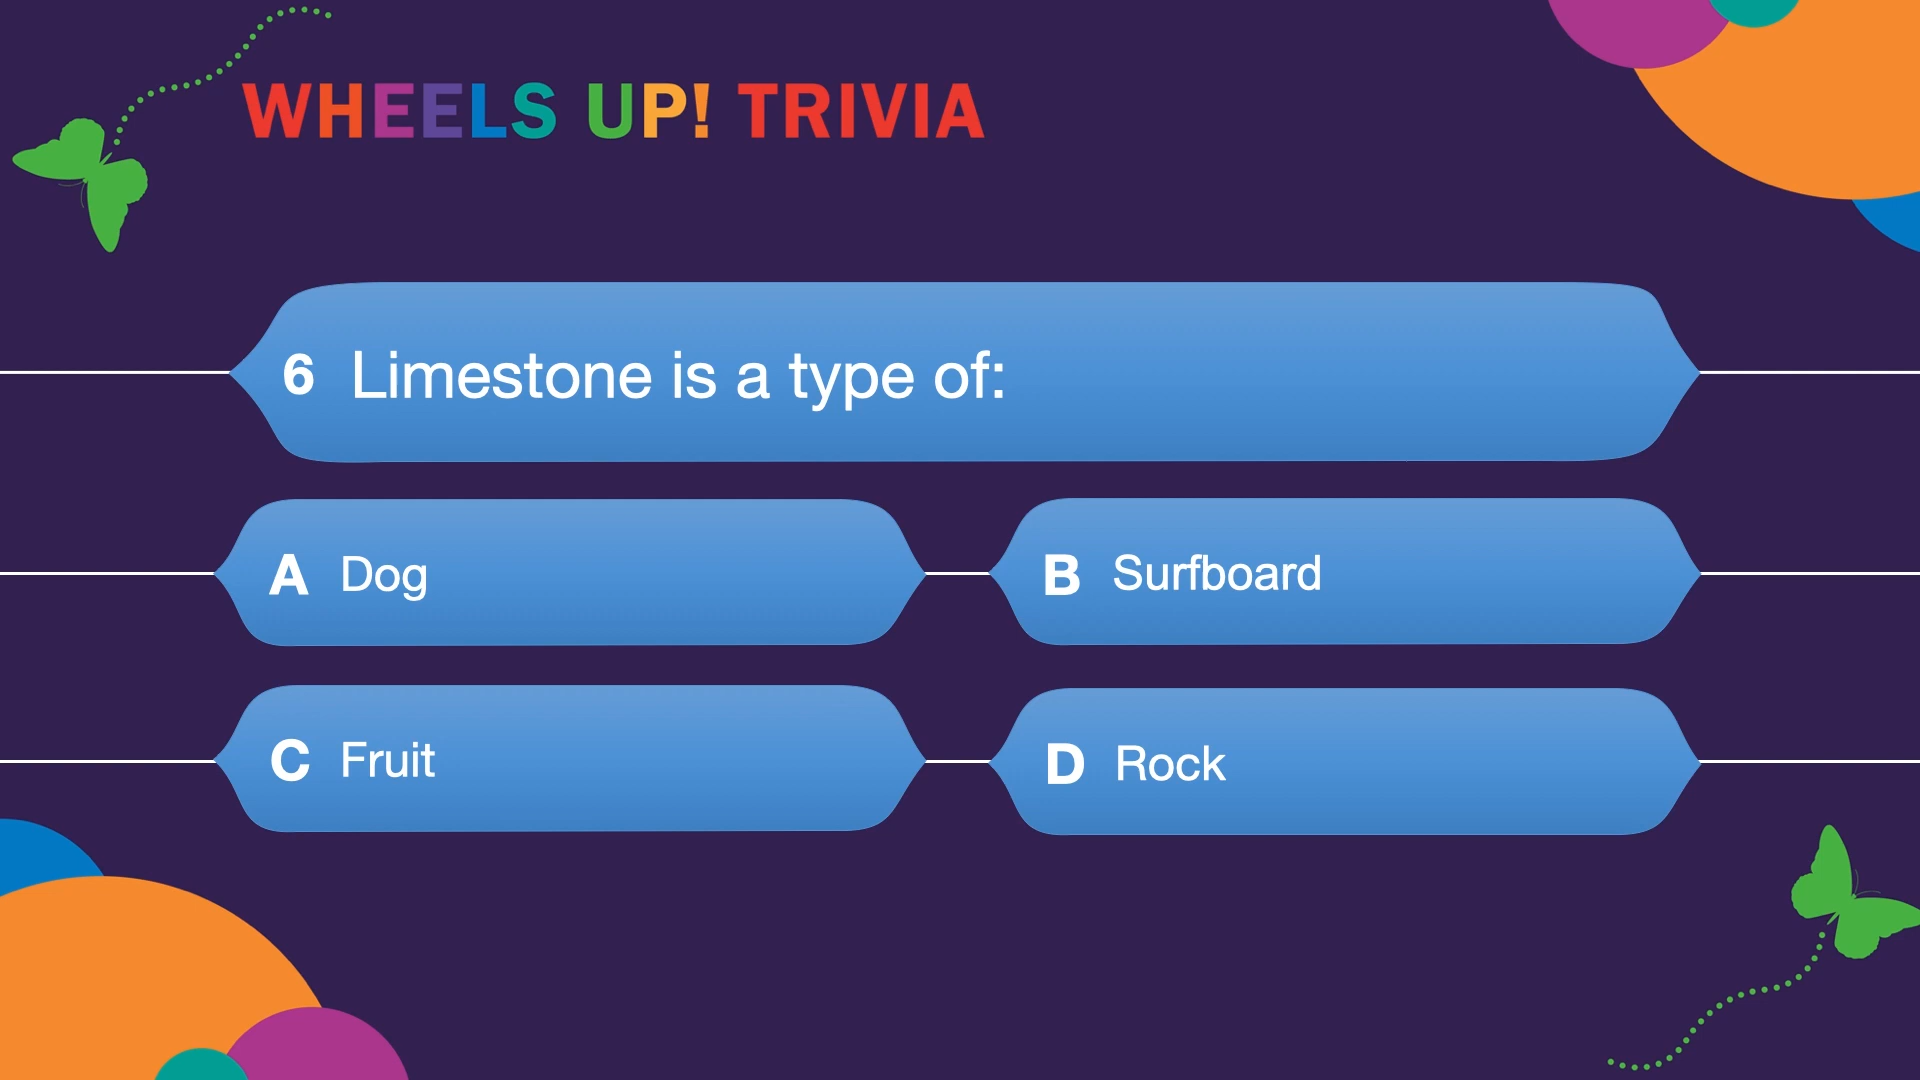 WHEELS UP! TRIVIA
6 Limestone is a type of:
A Dog
B Surfboard
C Fruit
D Rock